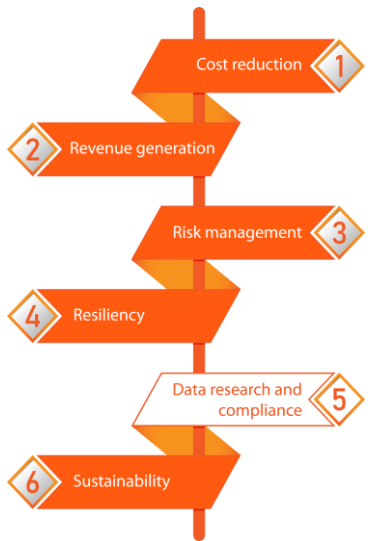 Cost reduction
1
2
Revenue generation
Risk management
3
4
Resiliency
Data research and
compliance
5
6
Sustainability